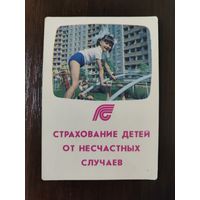 СТРАХОВАНИЕ ДЕТЕЙ
ОТ НЕСЧАСТНЫХ
СЛУЧАЕВ